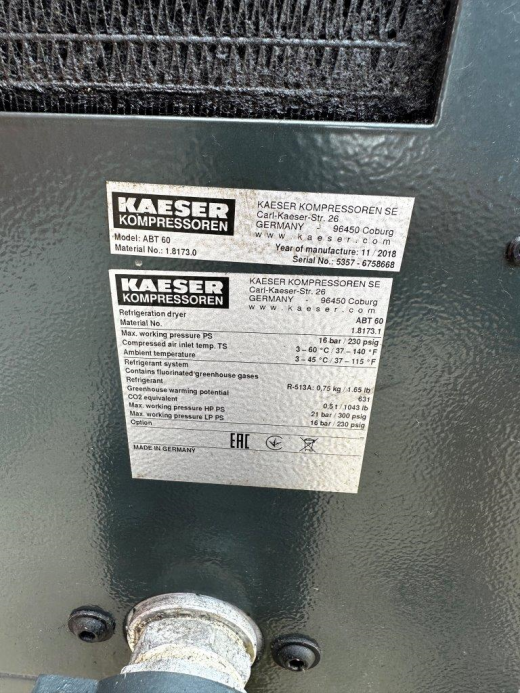 KAESER
KOMPRESSOREN
KAESER KOMPRESSOREN SE
Carl-Kaeser-Str. 26
GERMANY - 96450 Coburg
www.kaeser.com
Model: ABT 60
Year of manufacture: 11 / 2018
Material No.: 1.8173.0
Serial No.: 5357 - 6758668
KAESER
KOMPRESSOREN
KAESER KOMPRESSOREN SE
Carl-Kaeser-Str. 26
GERMANY - 96450 Coburg
www.kaeser.com
Refrigeration dryer ABT 60
Material No. 1.8173.1
Max. working pressure PS 16 bar / 230 psig
Compressed air inlet temp. TS 3 – 60 °C / 37 – 140 °F
Ambient temperature 3 – 45 °C / 37 – 115 °F
Refrigerant system
Contains fluorinated greenhouse gases
Refrigerant R-513A: 0,75 kg / 1.65 lb
Greenhouse warming potential 631
CO2 equivalent 0,5 t / 1043 lb
Max. working pressure HP PS 21 bar / 300 psig
Max. working pressure LP PS 16 bar / 230 psig
Option
EAC
MADE IN GERMANY